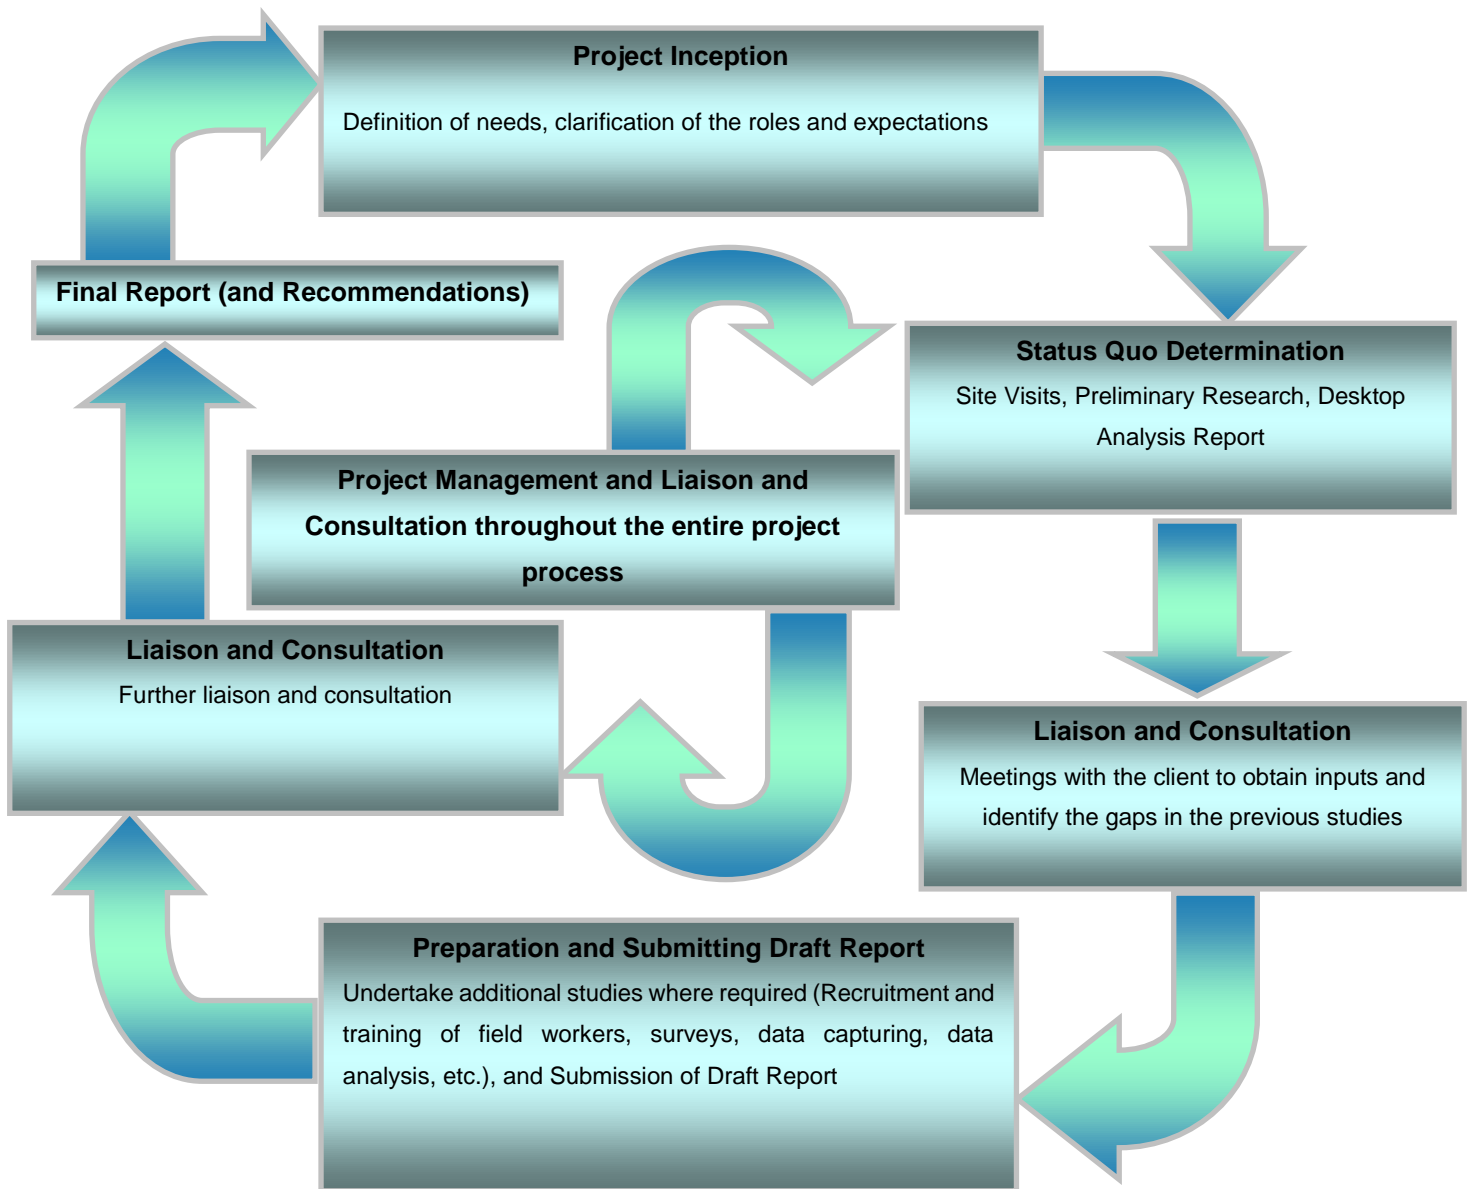 Project Inception
Definition of needs, clarification of the roles and expectations
Final Report (and Recommendations)
Status Quo Determination
Site Visits, Preliminary Research, Desktop
Analysis Report
Project Management and Liaison and
Consultation throughout the entire project
process
Liaison and Consultation
Further liaison and consultation
Liaison and Consultation
Meetings with the client to obtain inputs and
identify the gaps in the previous studies
Preparation and Submitting Draft Report
Undertake additional studies where required (Recruitment and
training of field workers, surveys, data capturing, data
analysis, etc.), and Submission of Draft Report